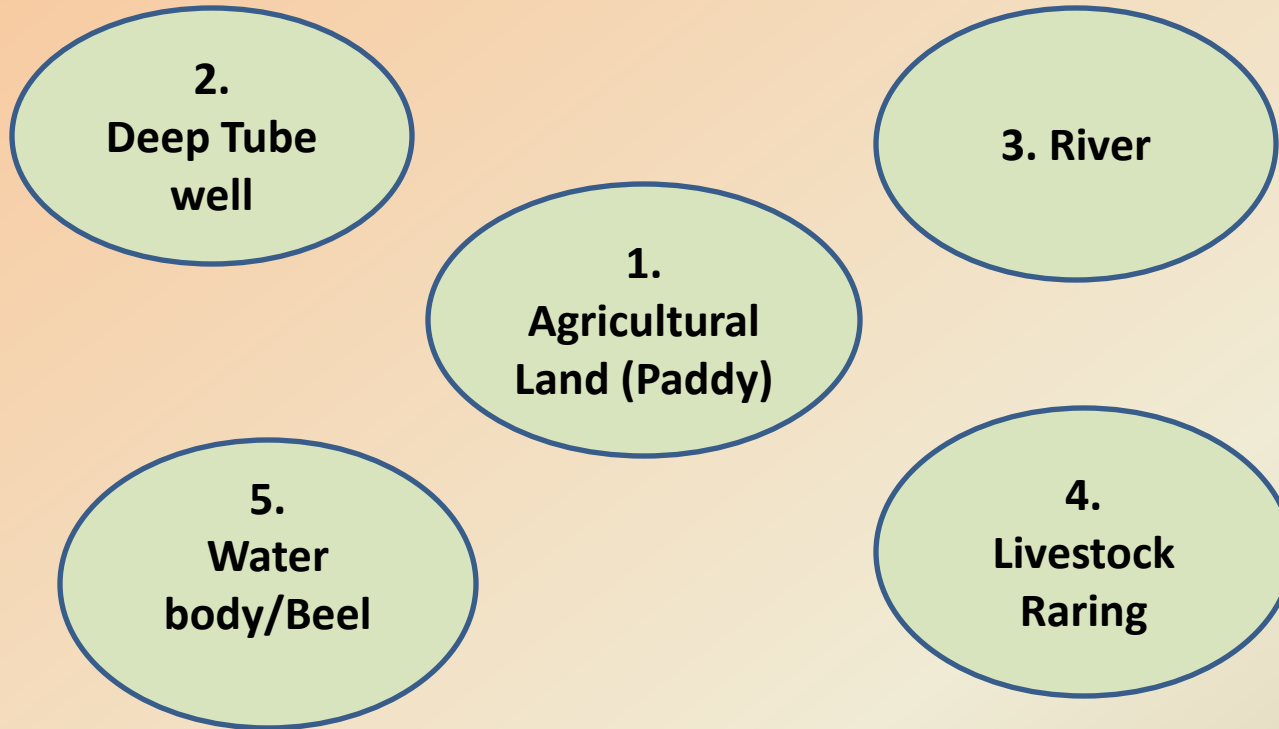 2.
Deep Tube
well
3. River
1.
Agricultural
Land (Paddy)
5.
Water
body/Beel
4.
Livestock
Raring